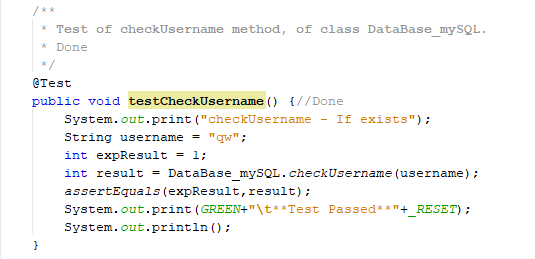 /**
 * Test of checkUsername method, of class DataBase_mySQL.
 * Done
 */
@Test
public void testCheckUsername() {//Done
    System.out.print("checkUsername - If exists");
    String username = "qw";
    int expResult = 1;
    int result = DataBase_mySQL.checkUsername(username);
    assertEquals(expResult,result);
    System.out.print(GREEN+"\t**Test Passed**"+_RESET);
    System.out.println();
}